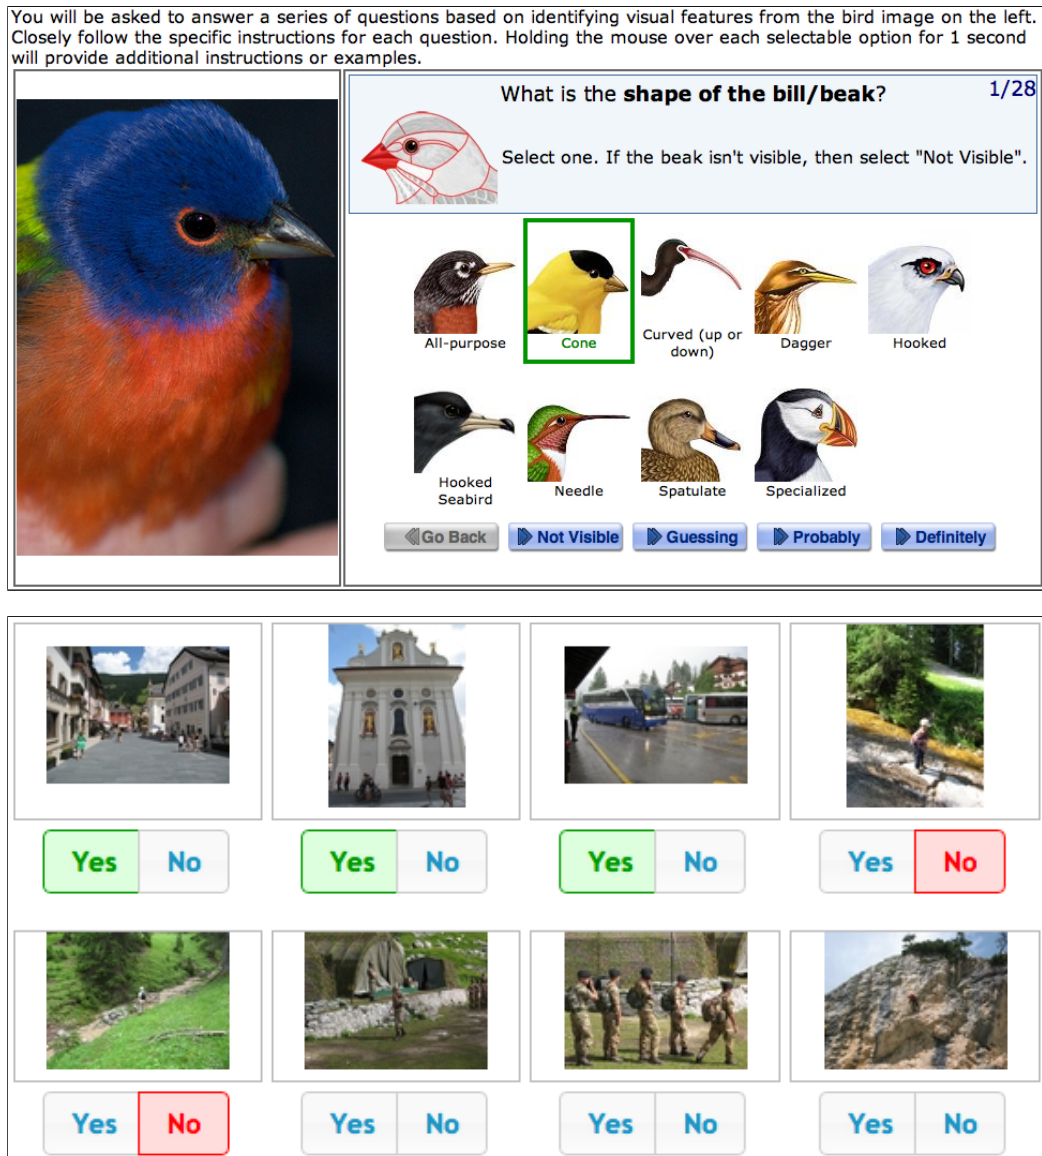 You will be asked to answer a series of questions based on identifying visual features from the bird image on the left.
Closely follow the specific instructions for each question. Holding the mouse over each selectable option for 1 second
will provide additional instructions or examples.
What is the shape of the bill/beak?
1/28
Select one. If the beak isn't visible, then select "Not Visible".
All-purpose
Cone
Curved (up or
down)
Dagger
Hooked
Hooked
Seabird
Needle
Spatulate
Specialized
Go Back
Not Visible
Guessing
Probably
Definitely
Yes No
Yes No
Yes No
Yes No
Yes No
Yes No
Yes No
Yes No